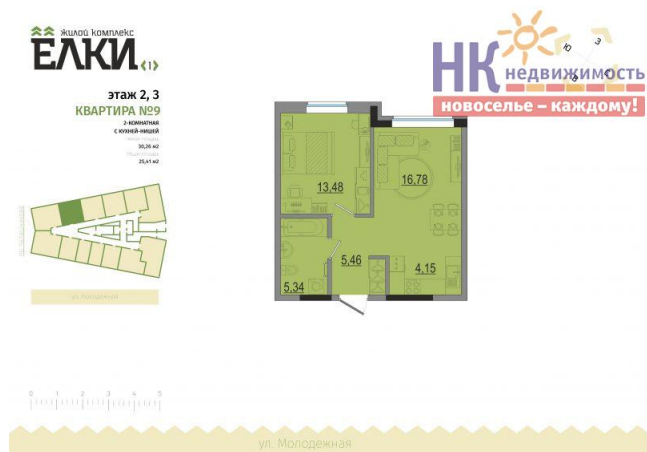 жилой комплекс
ЁЛКИ ‹1›
этаж 2, 3
КВАРТИРА №9
2-КОМНАТНАЯ
С КУХНЕЙ-НИШЕЙ
30,26 м2
25,41 м2
ул. Молодежная
0 1 2 3 4 5
НК недвижимость
новоселье – каждому!
Ю З
13.48
16.78
5.46
5.34
4.15
ул. Молодежная